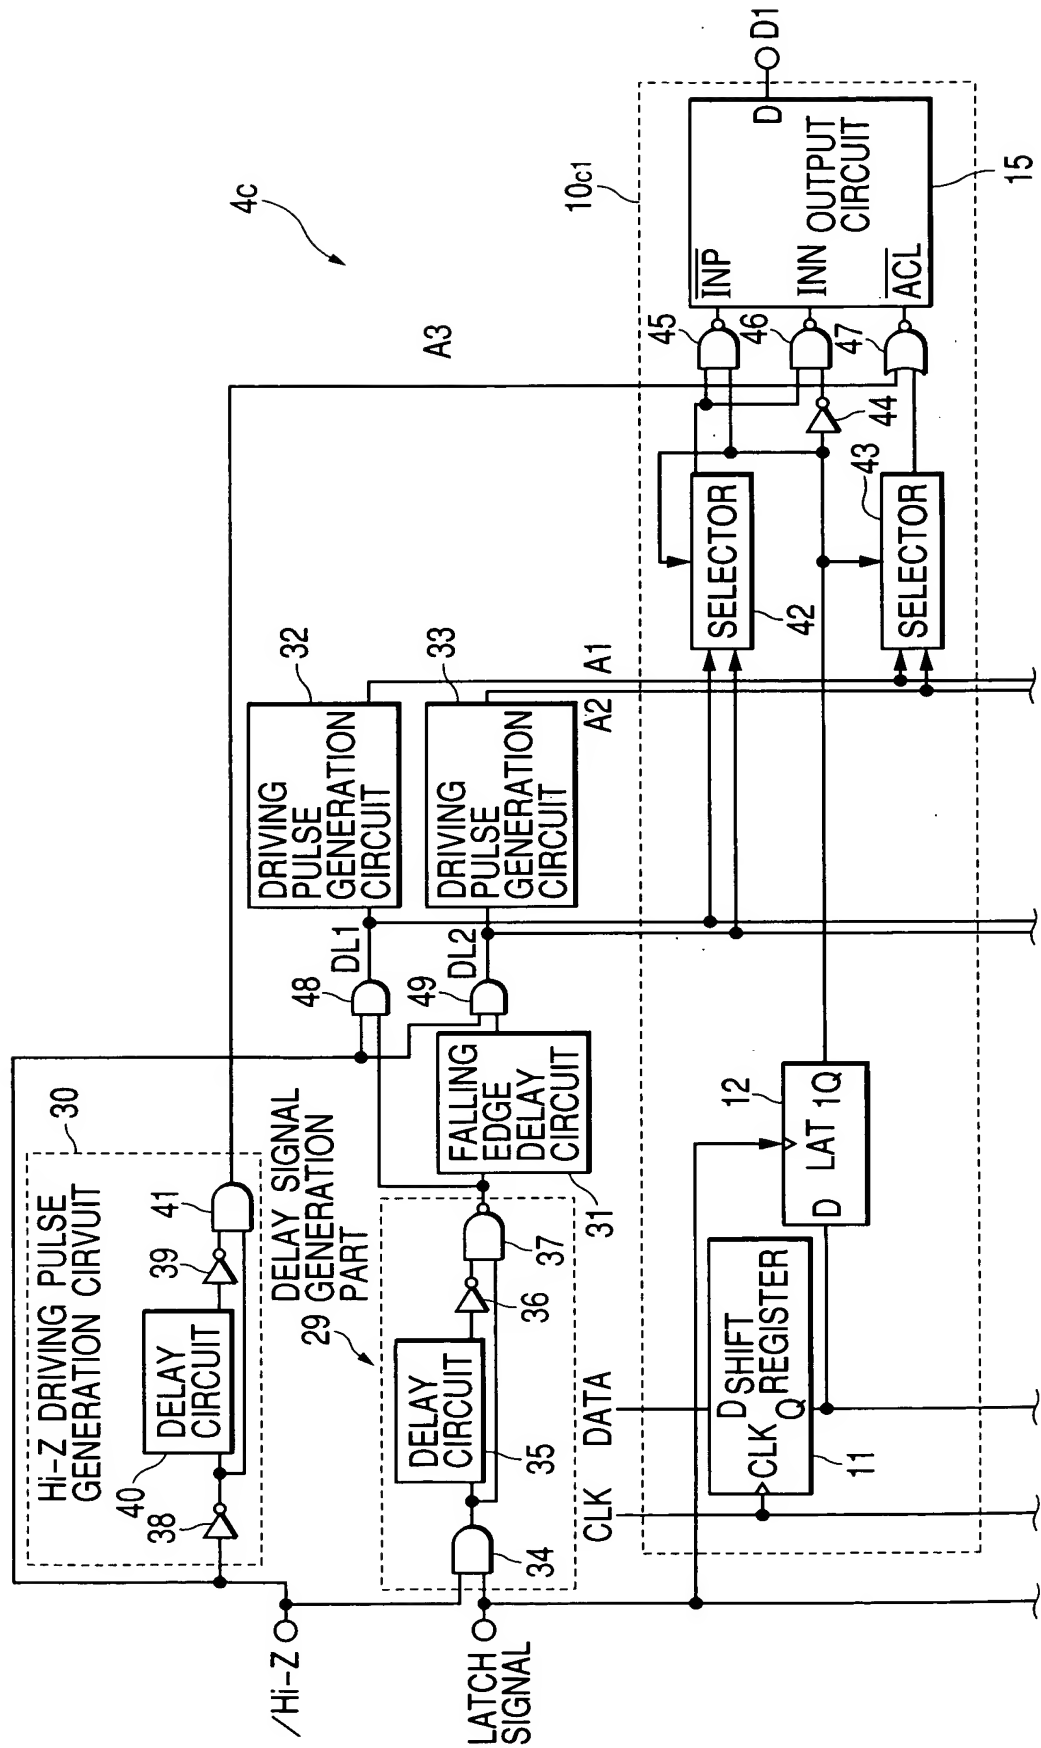 4c
Hi-Z DRIVING PULSE
GENERATION CIRVUIT
30
40
DELAY
CIRCUIT
38
39
41
/Hi-Z
LATCH
SIGNAL
DELAY SIGNAL
GENERATION
PART
29
34
DELAY
CIRCUIT
35
36
37
FALLING
EDGE
DELAY
CIRCUIT
31
48
DL1
49
DL2
DRIVING
PULSE
GENERATION
CIRCUIT
32
DRIVING
PULSE
GENERATION
CIRCUIT
33
A1
A2
A3
CLK
DATA
D SHIFT
REGISTER
CLK
Q
11
12
D LAT 1Q
SELECTOR
42
SELECTOR
43
44
45
46
47
10c1
INP
INN
ACL
OUTPUT
CIRCUIT
D
15
D1